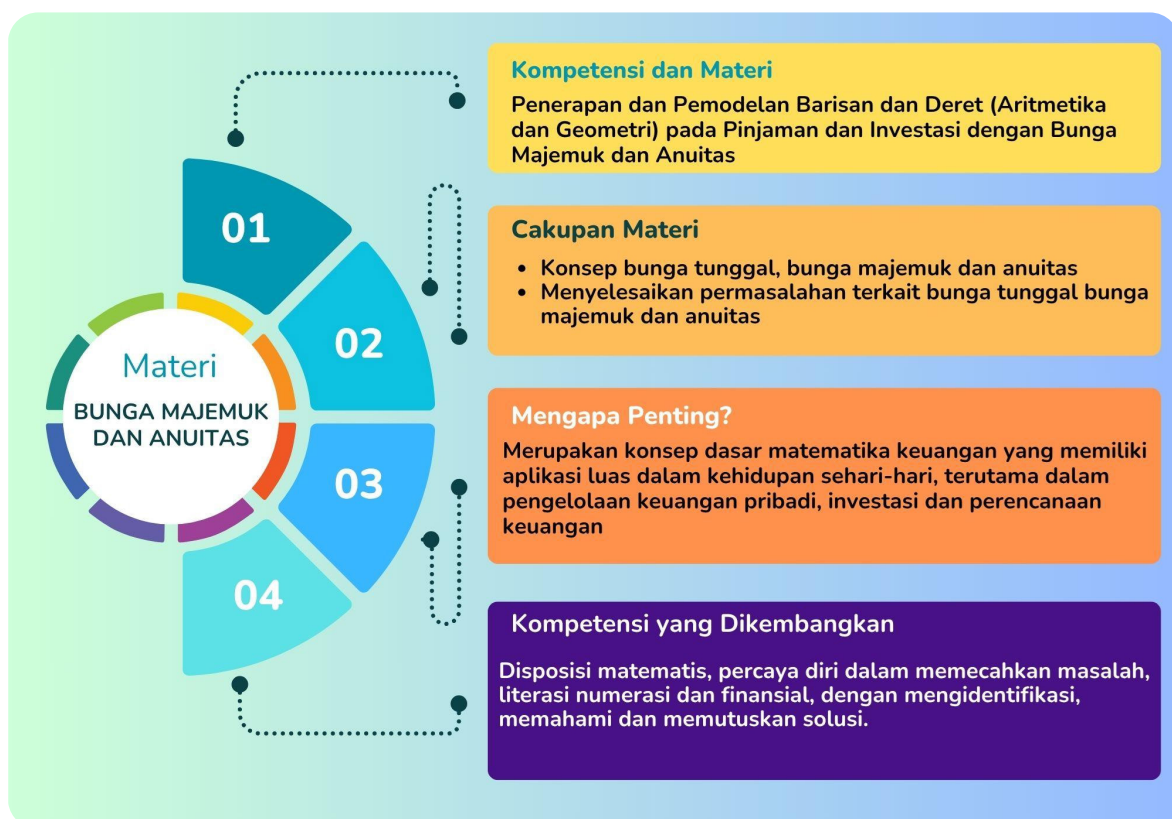 Materi
BUNGA MAJEMUK
DAN ANUITAS
01
Kompetensi dan Materi
Penerapan dan Pemodelan Barisan dan Deret (Aritmetika
dan Geometri) pada Pinjaman dan Investasi dengan Bunga
Majemuk dan Anuitas
02
Cakupan Materi
• Konsep bunga tunggal, bunga majemuk dan anuitas
• Menyelesaikan permasalahan terkait bunga tunggal bunga
majemuk dan anuitas
03
Mengapa Penting?
Merupakan konsep dasar matematika keuangan yang memiliki
aplikasi luas dalam kehidupan sehari-hari, terutama dalam
pengelolaan keuangan pribadi, investasi dan perencanaan
keuangan
04
Kompetensi yang Dikembangkan
Disposisi matematis, percaya diri dalam memecahkan masalah,
literasi numerasi dan finansial, dengan mengidentifikasi,
memahami dan memutuskan solusi.